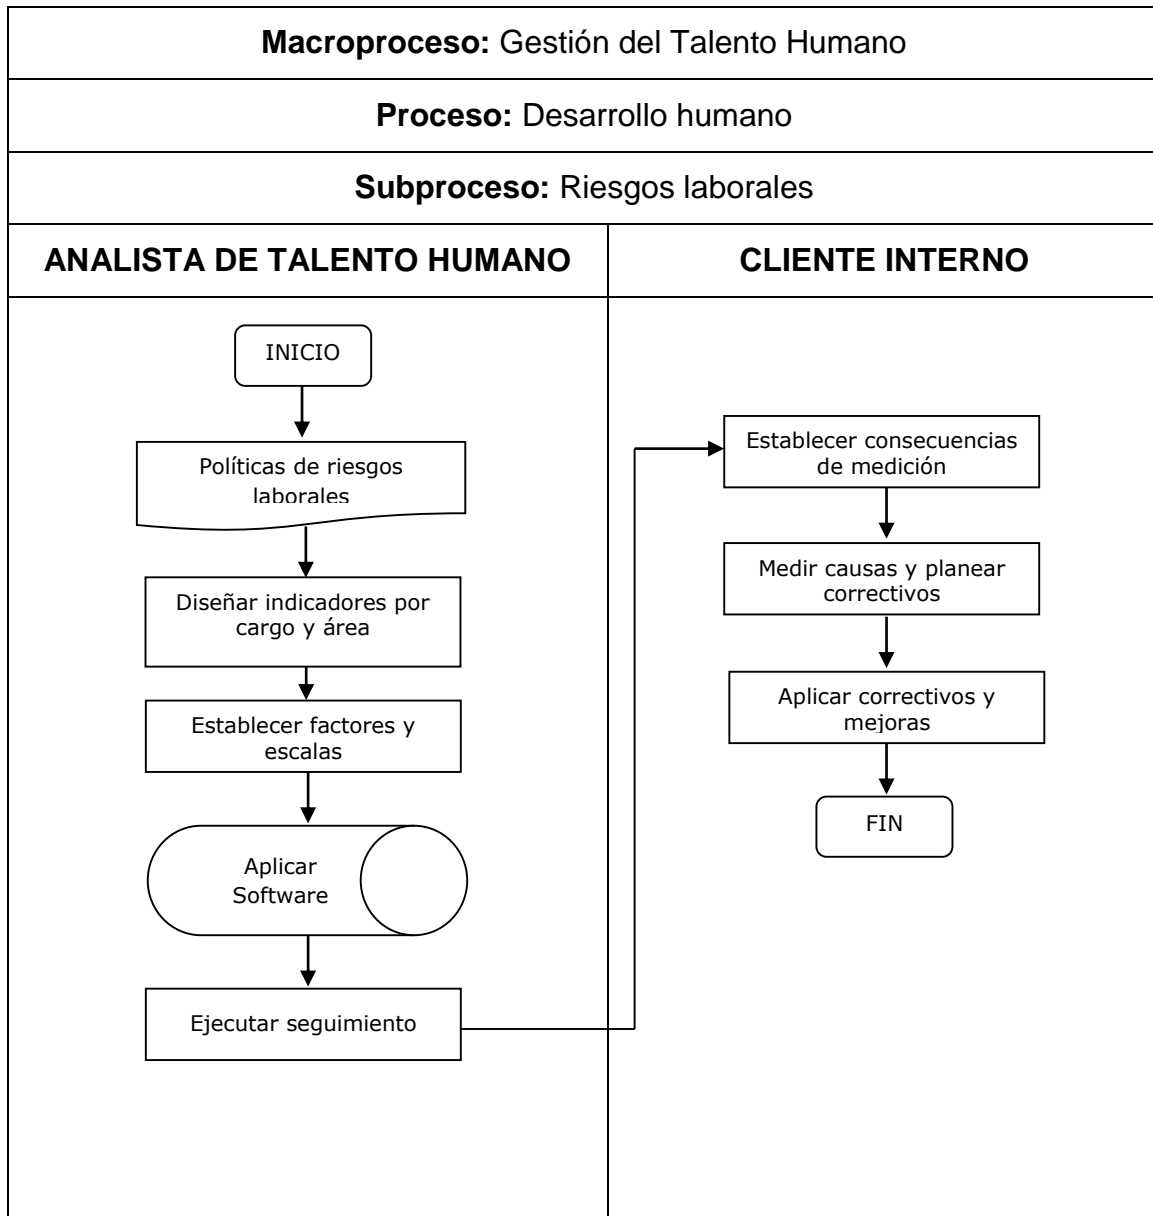 Macroproceso: Gestión del Talento Humano
Proceso: Desarrollo humano
Subproceso: Riesgos laborales
ANALISTA DE TALENTO HUMANO
CLIENTE INTERNO
INICIO
Políticas de riesgos
laborales
Diseñar indicadores por
cargo y área
Establecer factores y
escalas
Aplicar
Software
Ejecutar seguimiento
Establecer consecuencias
de medición
Medir causas y planear
correctivos
Aplicar correctivos y
mejoras
FIN